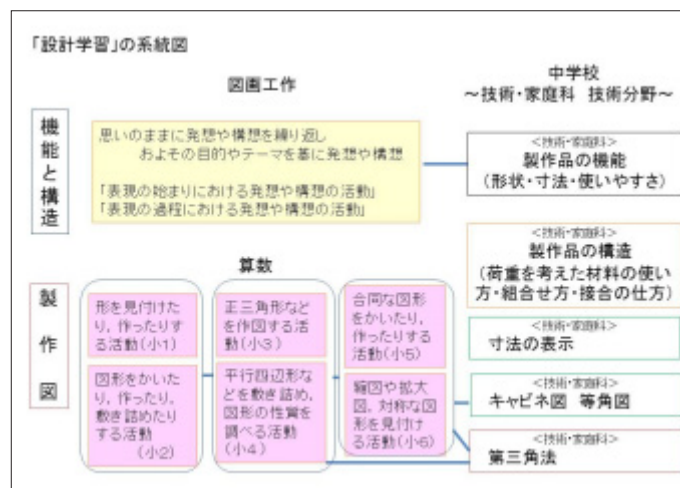 「設計学習」の系統図
図画工作
中学校
～技術・家庭科 技術分野～
機能と構造
思いのままに発想や構想を繰り返し
およその目的やテーマを基に発想や構想
「表現の始まりにおける発想や構想の活動」
「表現の過程における発想や構想の活動」
＜技術・家庭科＞
製作品の機能
(形状・寸法・使いやすさ)
＜技術・家庭科＞
製作品の構造
(荷重を考えた材料の使い
方・組合せ方・接合の仕方)
算数
製作図
形を見付けた
り，作ったりす
る活動(小1)
正三角形など
を作図する活
動(小3)
合同な図形
をかいたり，
作ったりする
活動(小5)
図形をかいた
り，作ったり，
敷き詰めたり
する活動
(小2)
平行四辺形な
どを敷き詰め，
図形の性質を
調べる活動
(小4)
縮図や拡大
図，対称な図
形を見付け
る活動(小6)
＜技術・家庭科＞
寸法の表示
＜技術・家庭科＞
キャビネ図 等角図
＜技術・家庭科＞
第三角法